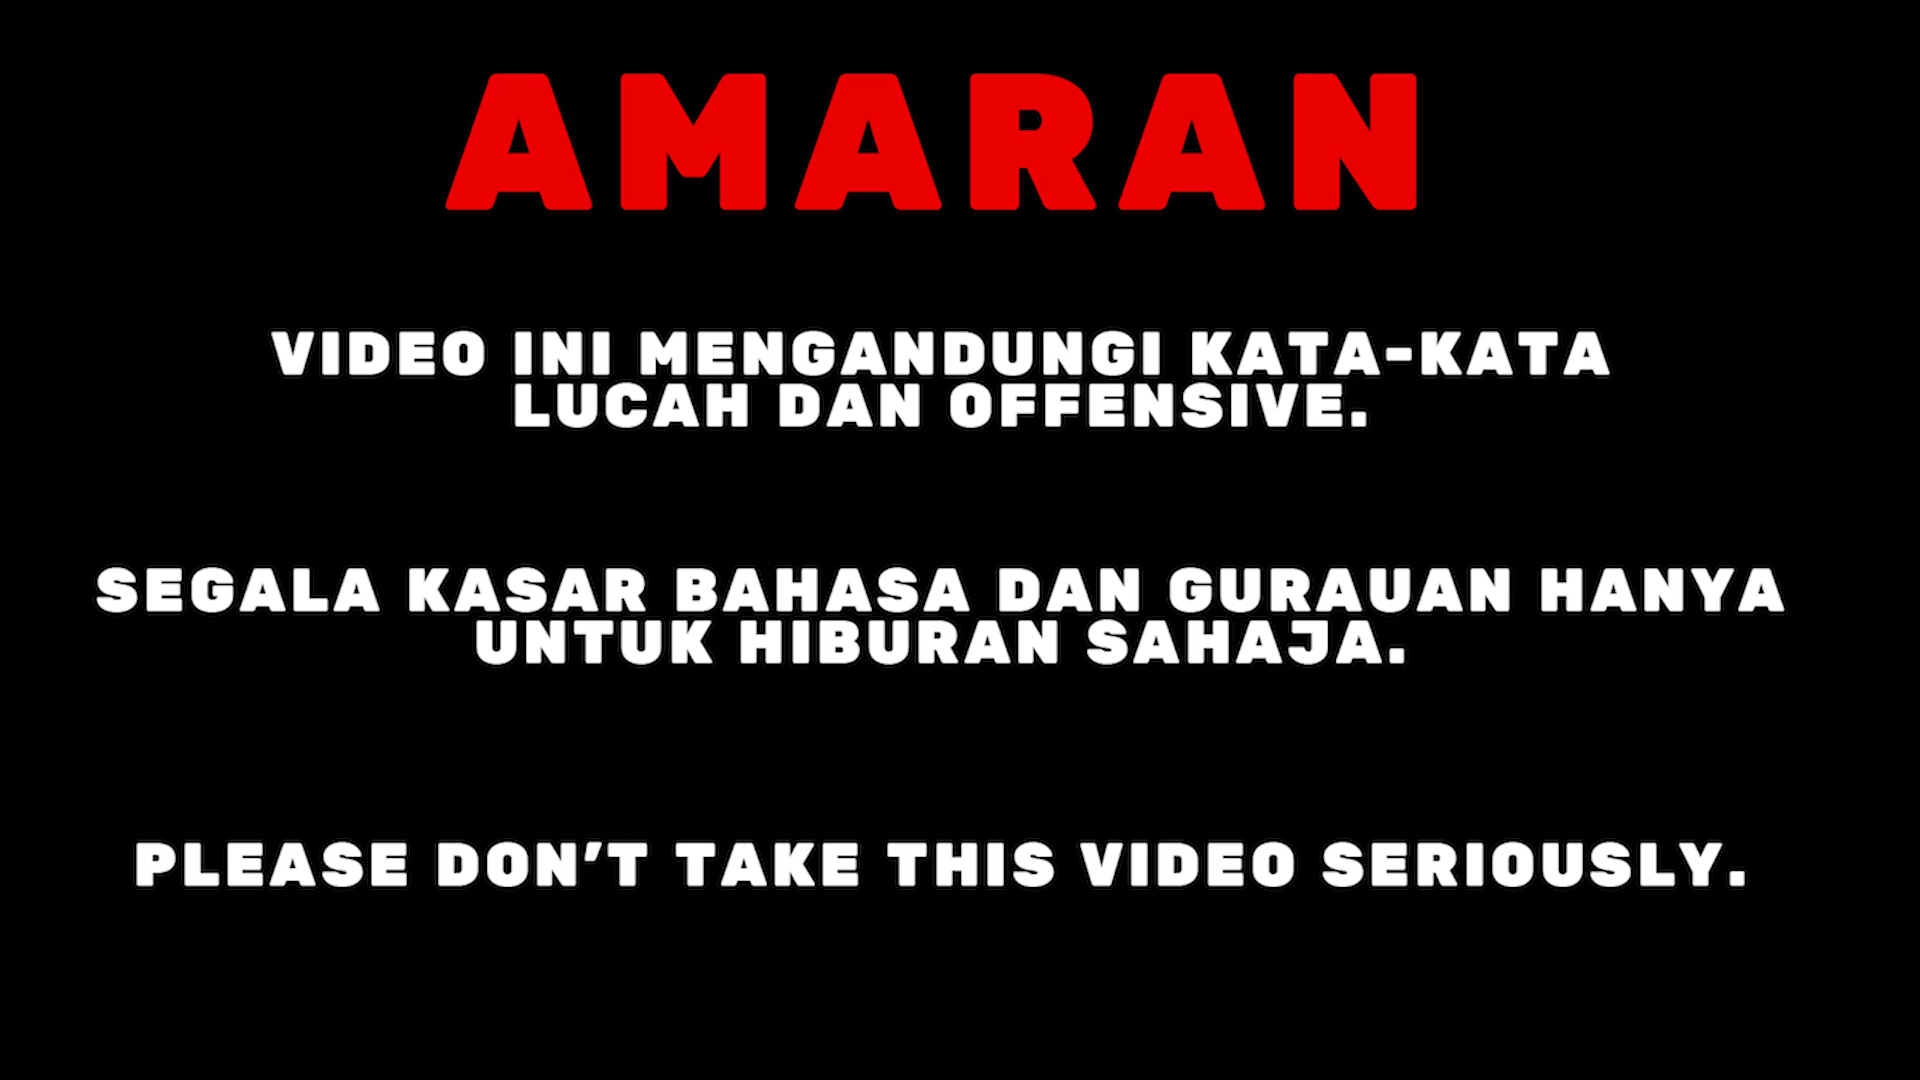 AMARAN
VIDEO INI MENGANDUNGI KATA-KATA
LUCAH DAN OFFENSIVE.
SEGALA KASAR BAHASA DAN GURAUAN HANYA
UNTUK HIBURAN SAHAJA.
PLEASE DON'T TAKE THIS VIDEO SERIOUSLY.